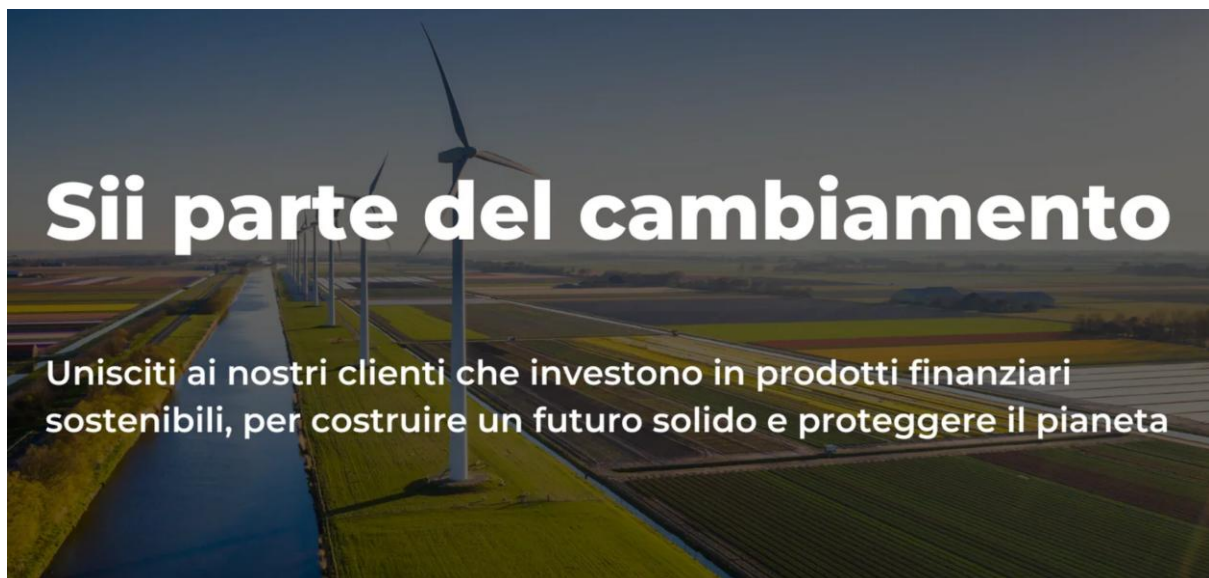 Sii parte del cambiamento
Unisciti ai nostri clienti che investono in prodotti finanziari
sostenibili, per costruire un futuro solido e proteggere il pianeta